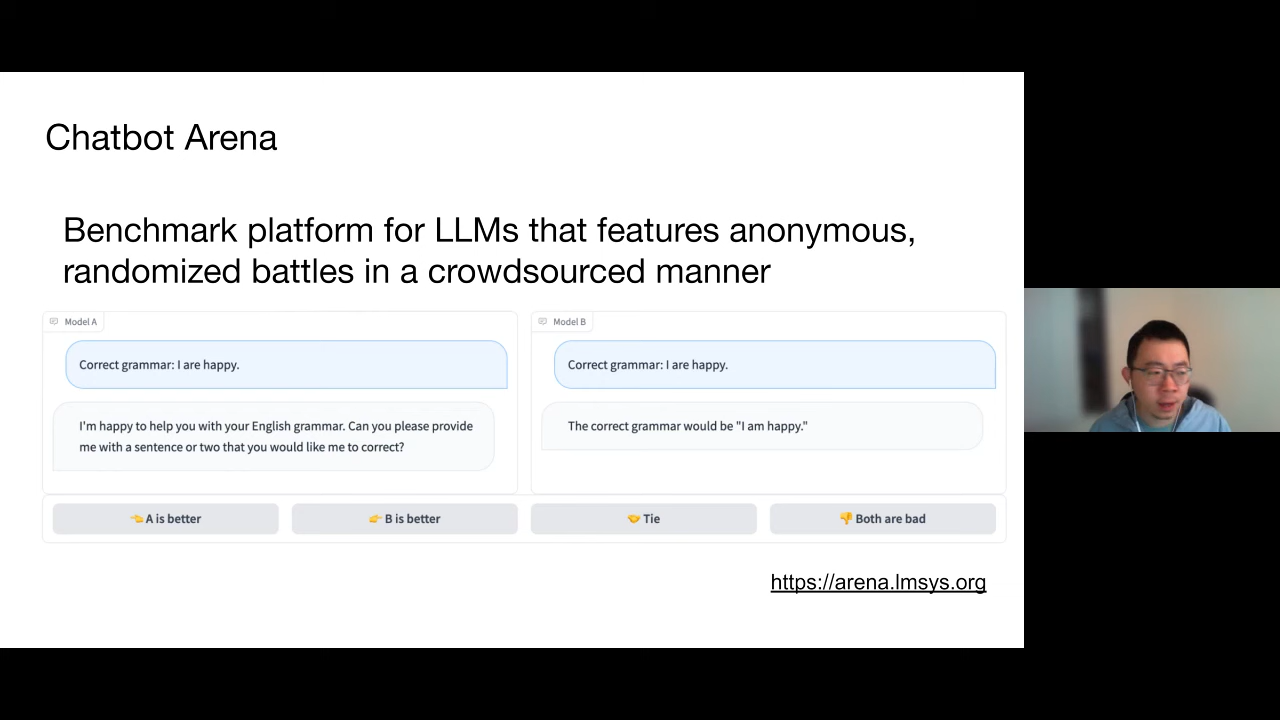 Chatbot Arena
Benchmark platform for LLMs that features anonymous,
randomized battles in a crowdsourced manner
Model A
Correct grammar: I are happy.
I'm happy to help you with your English grammar. Can you please provide
me with a sentence or two that you would like me to correct?
Model B
Correct grammar: I are happy.
The correct grammar would be "I am happy."
👈 A is better
👉 B is better
🤝 Tie
👎 Both are bad
https://arena.lmsys.org